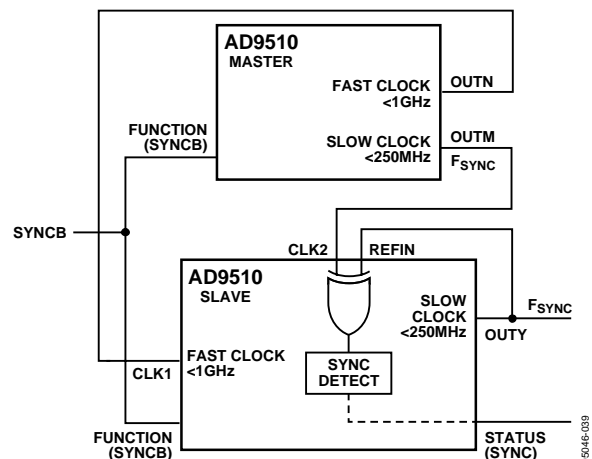 AD9510
MASTER
FAST CLOCK
<1GHz
OUTN
FUNCTION
(SYNCB)
SLOW CLOCK
<250MHz
OUTM
FSYNC
SYNCB
CLK2
REFIN
AD9510
SLAVE
SLOW
CLOCK
<250MHz
FSYNC
OUTY
CLK1
FAST CLOCK
<1GHz
SYNC
DETECT
FUNCTION
(SYNCB)
STATUS
(SYNC)
5046-039